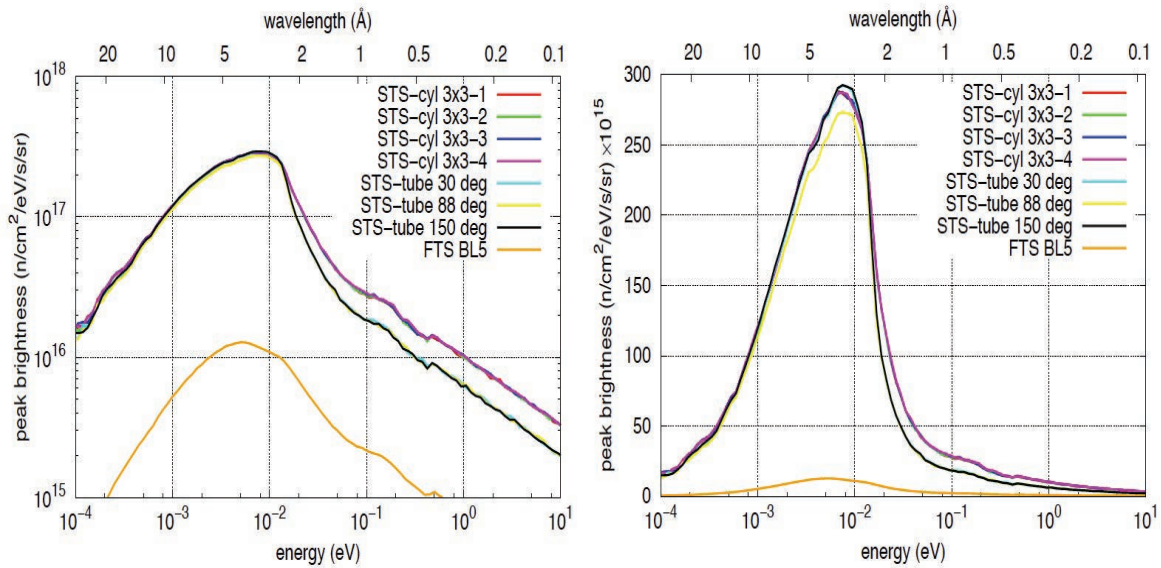 wavelength (Å)
20 10 5 2 1 0.5 0.2 0.1
10^18
10^17
10^16
10^15
peak brightness (n/cm^2/eV/s/sr)
STS-cyl 3x3-1
STS-cyl 3x3-2
STS-cyl 3x3-3
STS-cyl 3x3-4
STS-tube 30 deg
STS-tube 88 deg
STS-tube 150 deg
FTS BL5
10^-4 10^-3 10^-2 10^-1 10^0 10^1
energy (eV)
wavelength (Å)
20 10 5 2 1 0.5 0.2 0.1
300
250
200
150
100
50
0
peak brightness (n/cm^2/eV/s/sr) ×10^15
STS-cyl 3x3-1
STS-cyl 3x3-2
STS-cyl 3x3-3
STS-cyl 3x3-4
STS-tube 30 deg
STS-tube 88 deg
STS-tube 150 deg
FTS BL5
10^-4 10^-3 10^-2 10^-1 10^0 10^1
energy (eV)